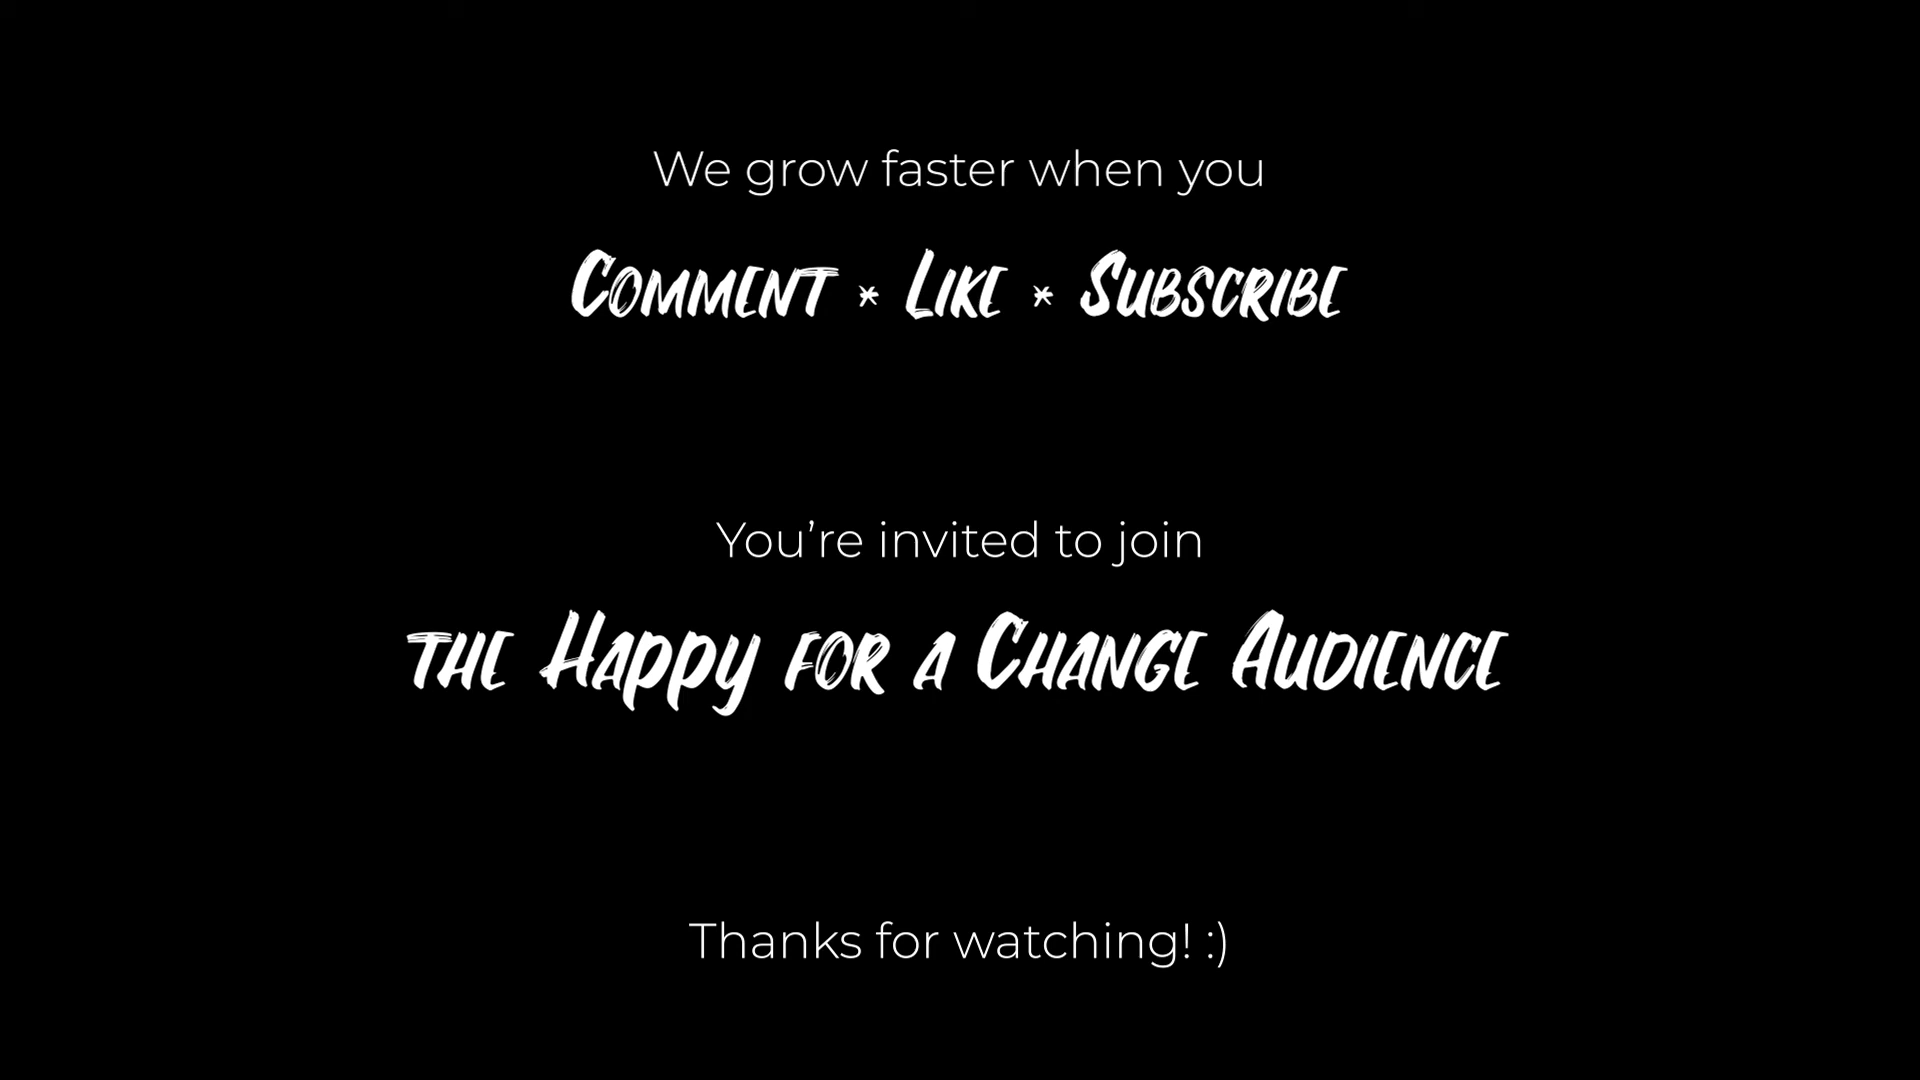 We grow faster when you
Comment * Like * Subscribe
You’re invited to join
the Happy for a Change Audience
Thanks for watching! :)